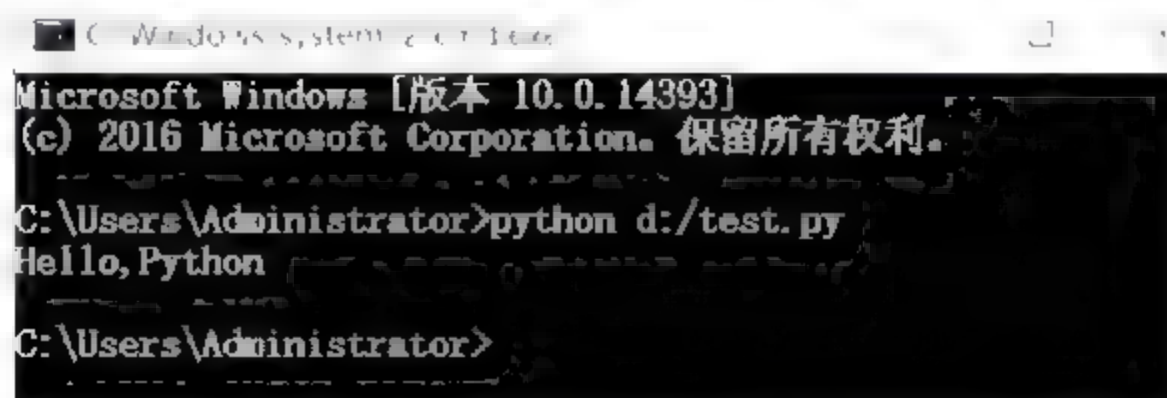 Microsoft Windows [版本 10.0.14393]
(c) 2016 Microsoft Corporation。保留所有权利。
C:\Users\Administrator>python d:/test.py
Hello,Python
C:\Users\Administrator>